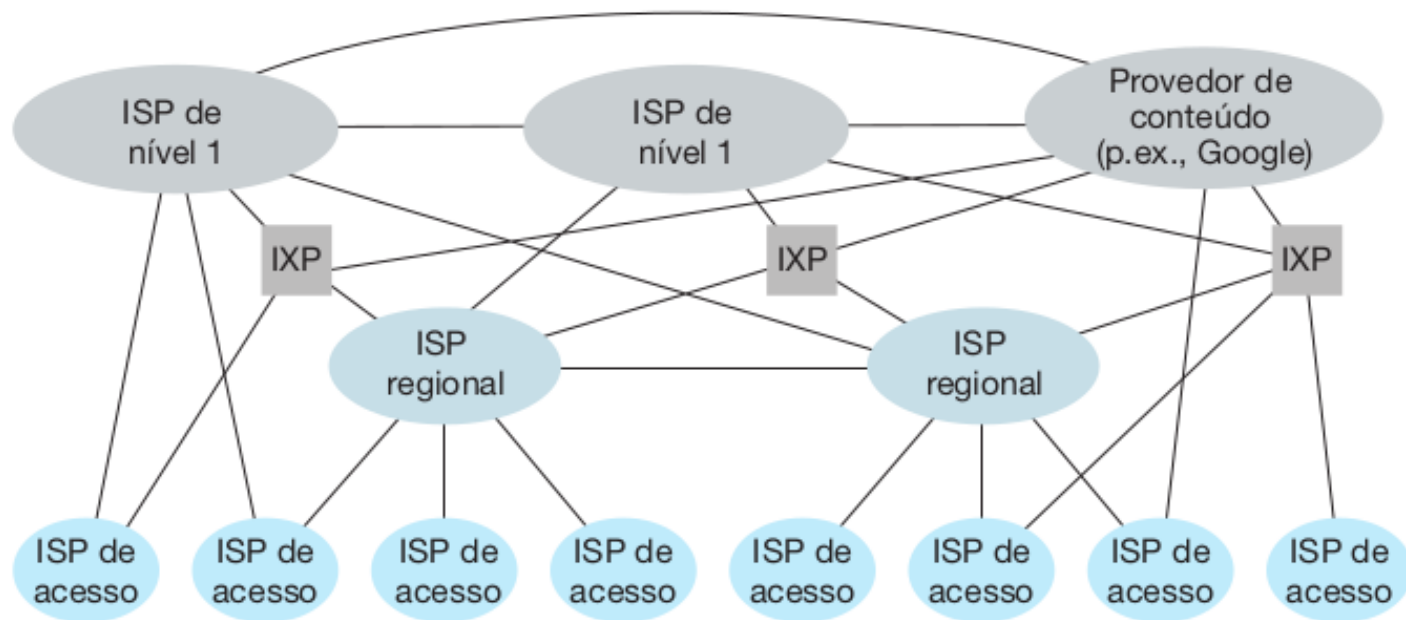 ISP de
nível 1
ISP de
nível 1
Provedor de
conteúdo
(p.ex., Google)
IXP
IXP
IXP
ISP
regional
ISP
regional
ISP de
acesso
ISP de
acesso
ISP de
acesso
ISP de
acesso
ISP de
acesso
ISP de
acesso
ISP de
acesso
ISP de
acesso